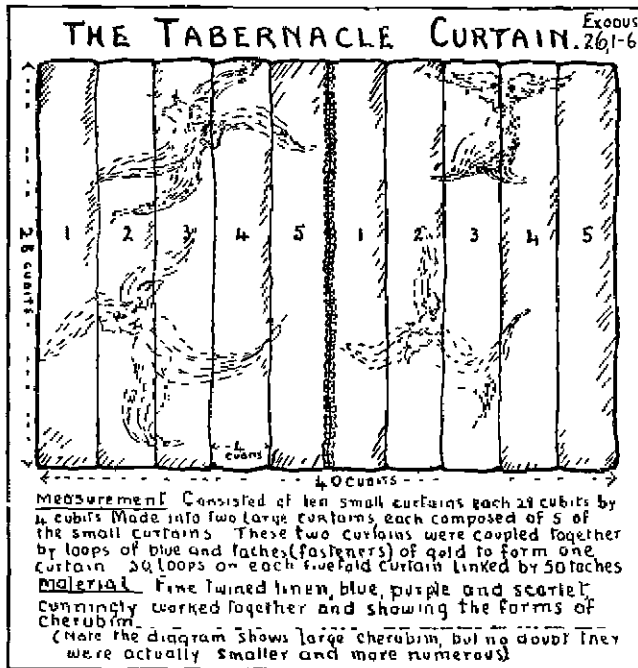 THE TABERNACLE CURTAIN. Exodus 26,1-6
1 2 3 4 5 1 2 3 4 5
28 CUBITS
4 CUBITS
40 CUBITS
Measurement Consisted of ten small curtains each 28 cubits by
4 cubits Made into two large curtains, each composed of 5 of
the small curtains These two curtains were coupled together
by loops of blue and taches (fasteners) of gold to form one
curtain 50 loops on each fivefold curtain linked by 50 taches
Material Fine twined linen, blue, purple and scarlet,
cunningly worked together and showing the forms of
Cherubim
(Note the diagram shows large cherubim, but no doubt they
were actually smaller and more numerous)